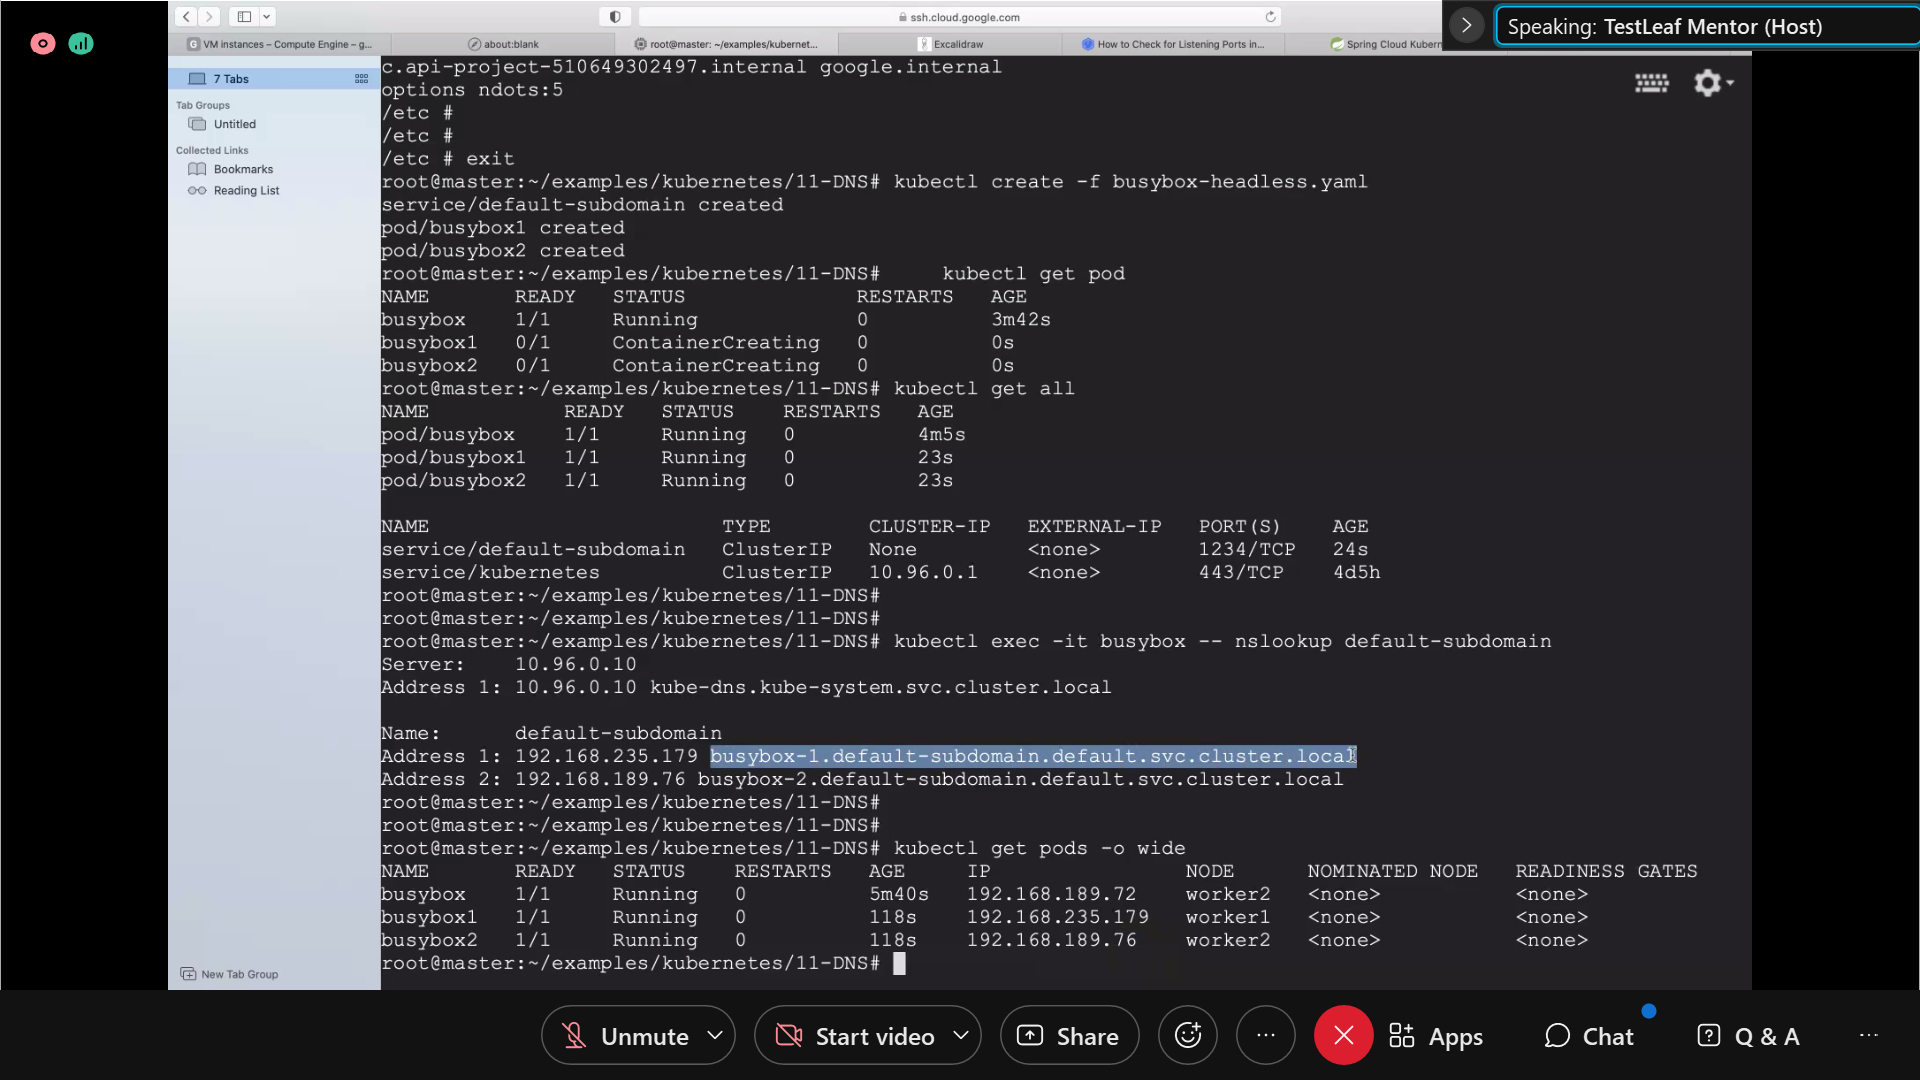 ssh.cloud.google.com
Speaking: TestLeaf Mentor (Host)
VM instances – Compute Engine – g...
about:blank
root@master: ~/examples/kubernet...
Excalidraw
How to Check for Listening Ports in...
Spring Cloud Kubern
7 Tabs
Tab Groups
Untitled
Collected Links
Bookmarks
Reading List
New Tab Group
c.api-project-510649302497.internal google.internal
options ndots:5
/etc #
/etc #
/etc # exit
root@master:~/examples/kubernetes/11-DNS# kubectl create -f busybox-headless.yaml
service/default-subdomain created
pod/busybox1 created
pod/busybox2 created
root@master:~/examples/kubernetes/11-DNS#     kubectl get pod
NAME       READY   STATUS              RESTARTS   AGE
busybox    1/1     Running             0          3m42s
busybox1   0/1     ContainerCreating   0          0s
busybox2   0/1     ContainerCreating   0          0s
root@master:~/examples/kubernetes/11-DNS# kubectl get all
NAME           READY   STATUS    RESTARTS   AGE
pod/busybox    1/1     Running   0          4m5s
pod/busybox1   1/1     Running   0          23s
pod/busybox2   1/1     Running   0          23s
NAME                        TYPE        CLUSTER-IP   EXTERNAL-IP   PORT(S)    AGE
service/default-subdomain   ClusterIP   None         <none>        1234/TCP   24s
service/kubernetes          ClusterIP   10.96.0.1    <none>        443/TCP    4d5h
root@master:~/examples/kubernetes/11-DNS#
root@master:~/examples/kubernetes/11-DNS#
root@master:~/examples/kubernetes/11-DNS# kubectl exec -it busybox -- nslookup default-subdomain
Server:    10.96.0.10
Address 1: 10.96.0.10 kube-dns.kube-system.svc.cluster.local
Name:      default-subdomain
Address 1: 192.168.235.179 busybox-1.default-subdomain.default.svc.cluster.local
Address 2: 192.168.189.76 busybox-2.default-subdomain.default.svc.cluster.local
root@master:~/examples/kubernetes/11-DNS#
root@master:~/examples/kubernetes/11-DNS#
root@master:~/examples/kubernetes/11-DNS# kubectl get pods -o wide
NAME       READY   STATUS    RESTARTS   AGE     IP                NODE      NOMINATED NODE   READINESS GATES
busybox    1/1     Running   0          5m40s   192.168.189.72    worker2   <none>           <none>
busybox1   1/1     Running   0          118s    192.168.235.179   worker1   <none>           <none>
busybox2   1/1     Running   0          118s    192.168.189.76    worker2   <none>           <none>
root@master:~/examples/kubernetes/11-DNS#
Unmute
Start video
Share
Apps
Chat
Q & A